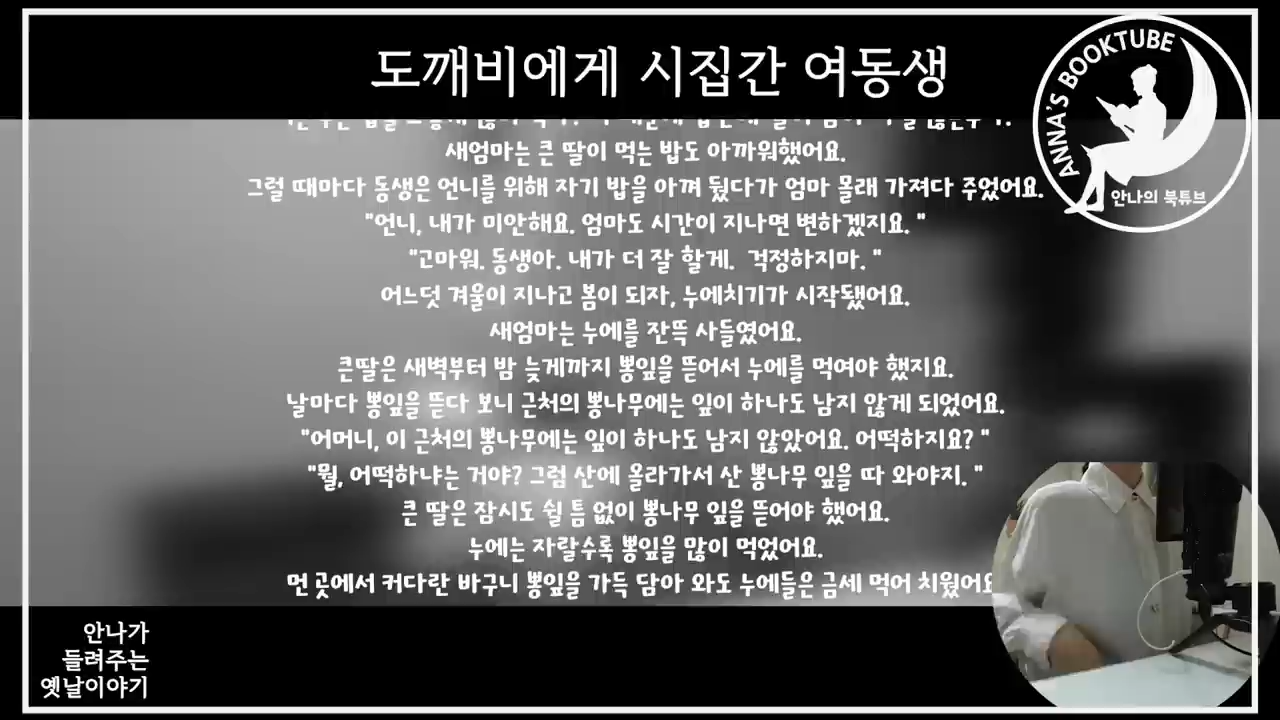 도깨비에게 시집간 여동생
ANNA'S BOOKTUBE
안나의 북튜브
새엄마는 큰 딸이 먹는 밥도 아까워했어요.
그럴 때마다 동생은 언니를 위해 자기 밥을 아껴 뒀다가 엄마 몰래 가져다 주었어요.
"언니, 내가 미안해요. 엄마도 시간이 지나면 변하겠지요. "
"고마워. 동생아. 내가 더 잘 할게. 걱정하지마. "
어느덧 겨울이 지나고 봄이 되자, 누에치기가 시작됐어요.
새엄마는 누에를 잔뜩 사들였어요.
큰딸은 새벽부터 밤 늦게까지 뽕잎을 뜯어서 누에를 먹여야 했지요.
날마다 뽕잎을 뜯다 보니 근처의 뽕나무에는 잎이 하나도 남지 않게 되었어요.
"어머니, 이 근처의 뽕나무에는 잎이 하나도 남지 않았어요. 어떡하지요? "
"뭘, 어떡하냐는 거야? 그럼 산에 올라가서 산 뽕나무 잎을 따 와야지. "
큰 딸은 잠시도 쉴 틈 없이 뽕나무 잎을 뜯어야 했어요.
누에는 자랄수록 뽕잎을 많이 먹었어요.
먼 곳에서 커다란 바구니 뽕잎을 가득 담아 와도 누에들은 금세 먹어 치웠어요
안나가
들려주는
옛날이야기